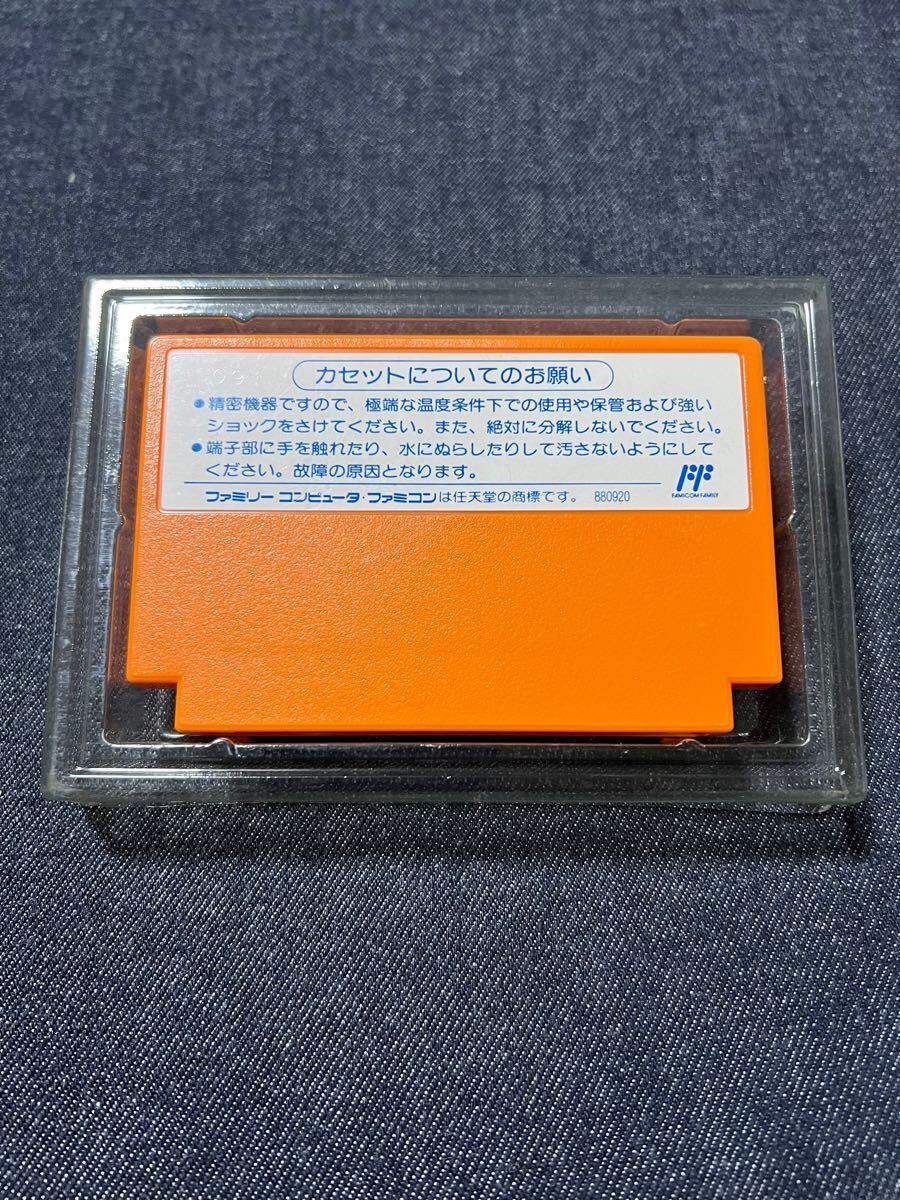 カセットについてのお願い
●精密機器ですので、極端な温度条件下での使用や保管および強い
ショックをさけてください。また、絶対に分解しないでください。
●端子部に手を触れたり、水にぬらしたりして汚さないようにして
ください。故障の原因となります。
FAMICOM FAMILY
ファミリー コンピュータ・ファミコンは任天堂の商標です。 880920